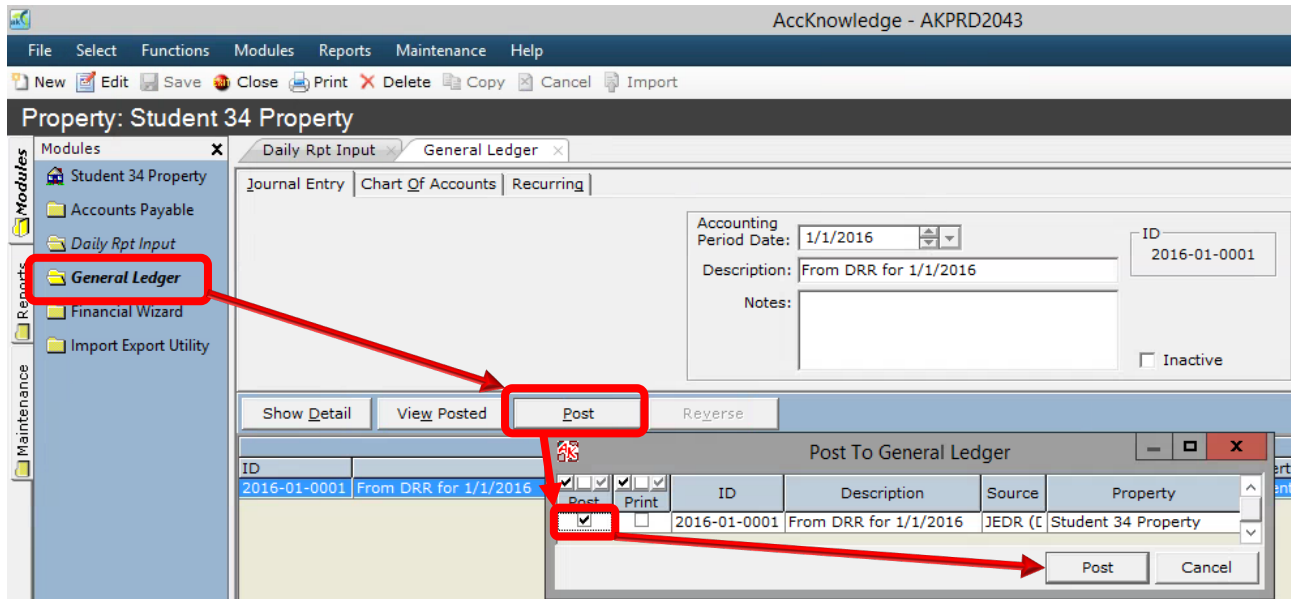 AccKnowledge - AKPRD2043
File Select Functions Modules Reports Maintenance Help
New Edit Save Close Print Delete Copy Cancel Import
Property: Student 34 Property
Modules
Reports
Maintenance
Modules x
Student 34 Property
Accounts Payable
Daily Rpt Input
General Ledger
Financial Wizard
Import Export Utility
Daily Rpt Input General Ledger
Journal Entry Chart Of Accounts Recurring
Accounting
Period Date: 1/1/2016
ID
2016-01-0001
Description: From DRR for 1/1/2016
Notes:
Inactive
Show Detail View Posted Post Reverse
ID
2016-01-0001 From DRR for 1/1/2016
Post To General Ledger
Post Print ID Description Source Property
2016-01-0001 From DRR for 1/1/2016 JEDR (D Student 34 Property
Post Cancel